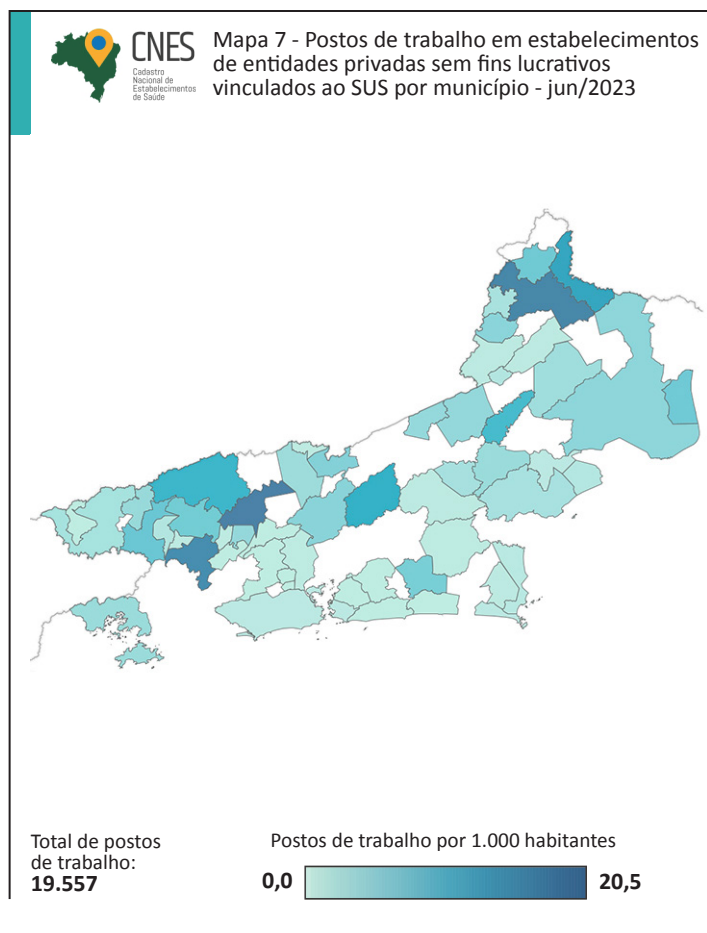 CNES
Cadastro
Nacional de
Estabelecimentos
de Saúde
Mapa 7 - Postos de trabalho em estabelecimentos
de entidades privadas sem fins lucrativos
vinculados ao SUS por município - jun/2023
Total de postos
de trabalho:
19.557
Postos de trabalho por 1.000 habitantes
0,0
20,5